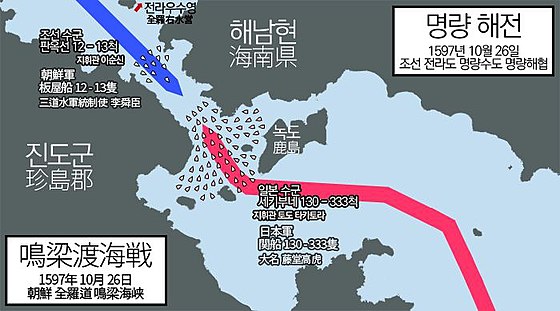 전라우수영
全羅右水営
해남현
海南県
명량 해전
1597년 10월 26일
조선 전라도 명량수도 명량해협
조선 수군
판옥선 12 – 13척
지휘관 이순신
朝鮮軍
板屋船 12 - 13隻
三道水軍統制使 李舜臣
녹도
鹿島
진도군
珍島郡
일본 수군
세키부네 130 – 333척
지휘관 토도 타카토라
日本軍
関船 130 -333隻
大名 藤堂高虎
鳴梁渡海戦
1597年 10月 26日
朝鮮 全羅道 鳴梁海峡